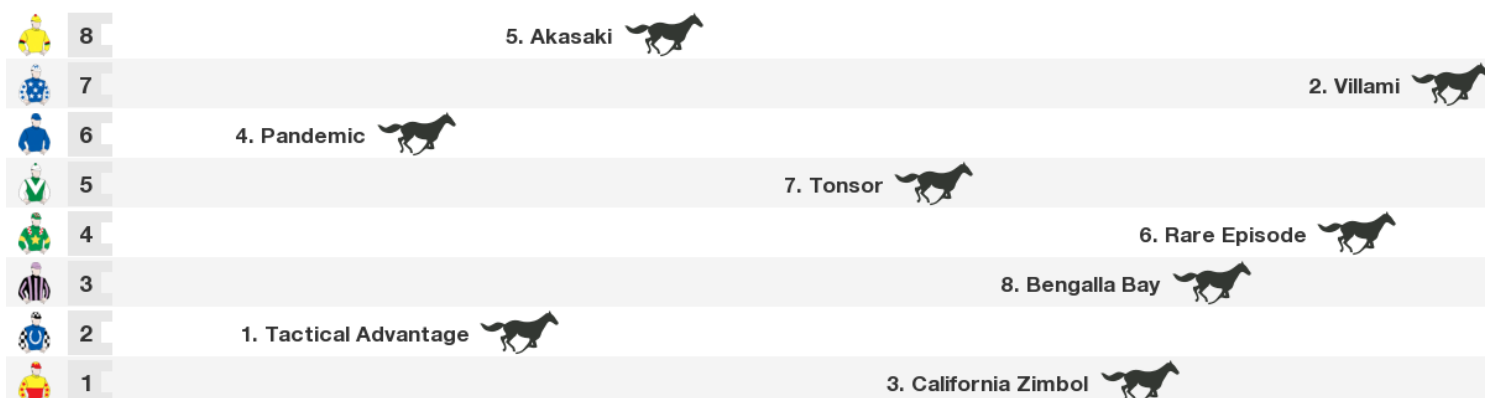 8 5. Akasaki
7 2. Villami
6 4. Pandemic
5 7. Tonsor
4 6. Rare Episode
3 8. Bengalla Bay
2 1. Tactical Advantage
1 3. California Zimbol